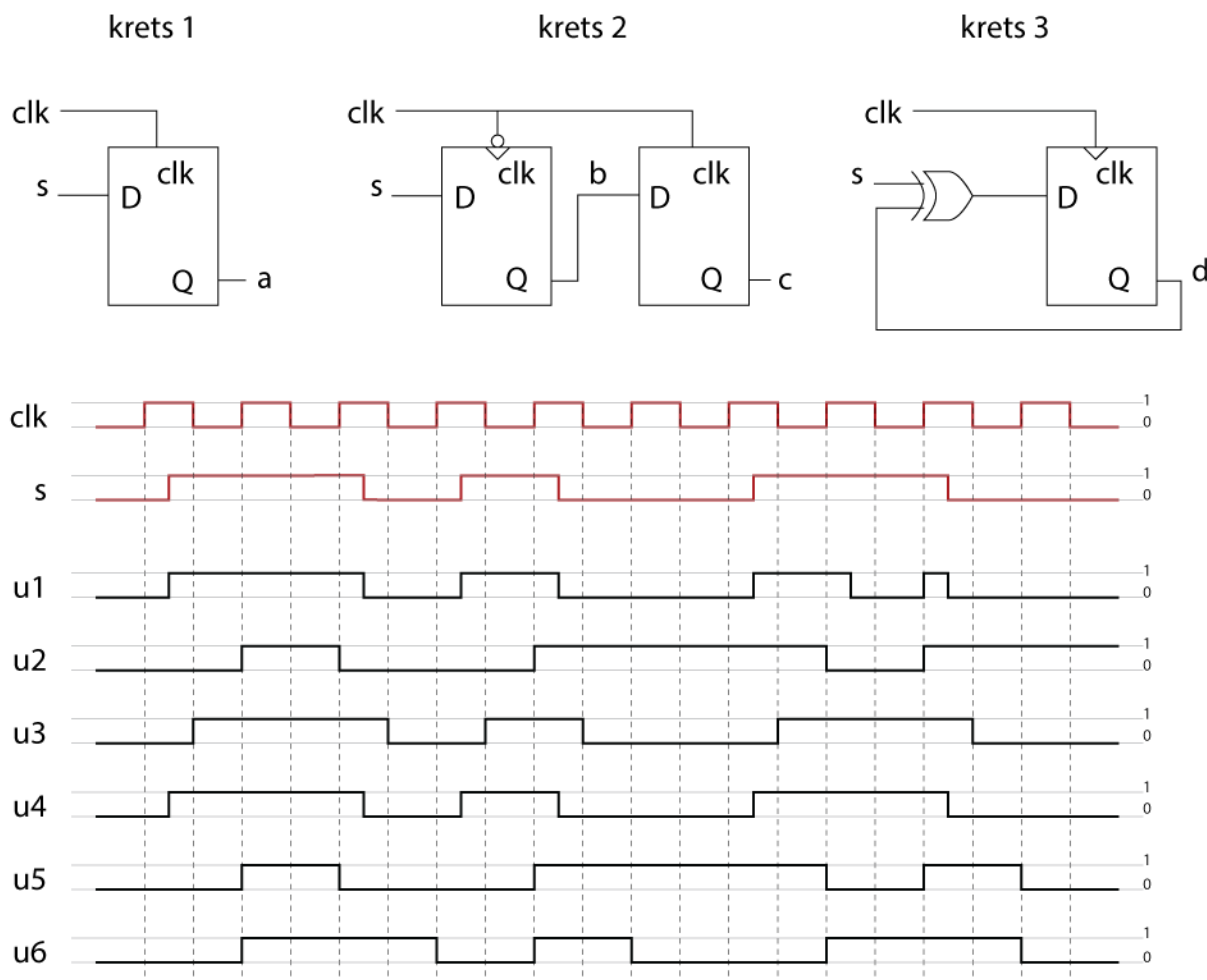 krets 1 krets 2 krets 3
clk clk clk
clk clk clk clk
s D s D b D s D
Q a Q Q c Q d
clk 1 0
s 1 0
u1 1 0
u2 1 0
u3 1 0
u4 1 0
u5 1 0
u6 1 0